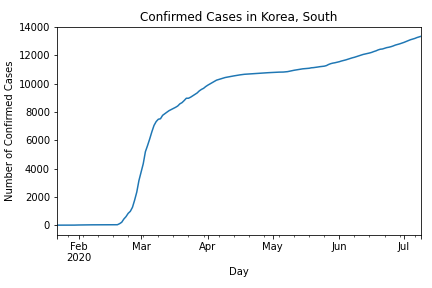 Confirmed Cases in Korea, South
Number of Confirmed Cases
14000
12000
10000
8000
6000
4000
2000
0
Feb Mar Apr May Jun Jul
2020
Day